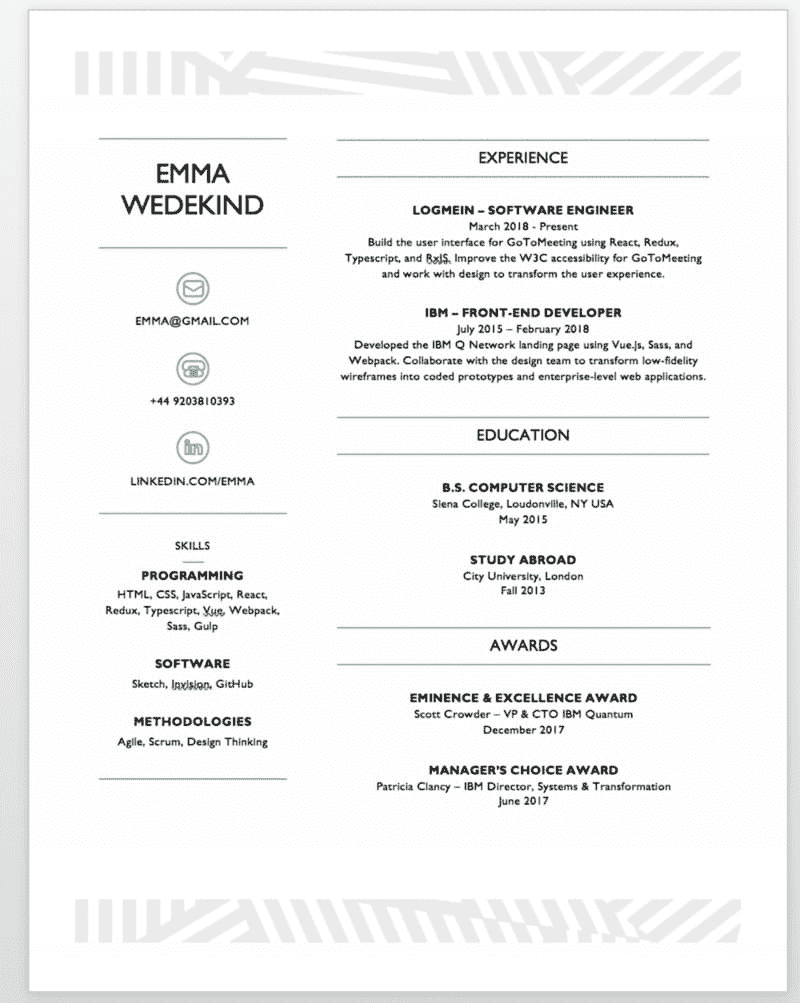 EMMA
WEDEKIND
EMMA@GMAIL.COM
+44 9203810393
in
LINKEDIN.COM/EMMA
SKILLS
PROGRAMMING
HTML, CSS, JavaScript, React,
Redux, Typescript, Vue, Webpack,
Sass, Gulp
SOFTWARE
Sketch, Invision, GitHub
METHODOLOGIES
Agile, Scrum, Design Thinking
EXPERIENCE
LOGMEIN – SOFTWARE ENGINEER
March 2018 - Present
Build the user interface for GoToMeeting using React, Redux,
Typescript, and RxJS. Improve the W3C accessibility for GoToMeeting
and work with design to transform the user experience.
IBM – FRONT-END DEVELOPER
July 2015 – February 2018
Developed the IBM Q Network landing page using Vue.js, Sass, and
Webpack. Collaborate with the design team to transform low-fidelity
wireframes into coded prototypes and enterprise-level web applications.
EDUCATION
B.S. COMPUTER SCIENCE
Siena College, Loudonville, NY USA
May 2015
STUDY ABROAD
City University, London
Fall 2013
AWARDS
EMINENCE & EXCELLENCE AWARD
Scott Crowder – VP & CTO IBM Quantum
December 2017
MANAGER'S CHOICE AWARD
Patricia Clancy – IBM Director, Systems & Transformation
June 2017